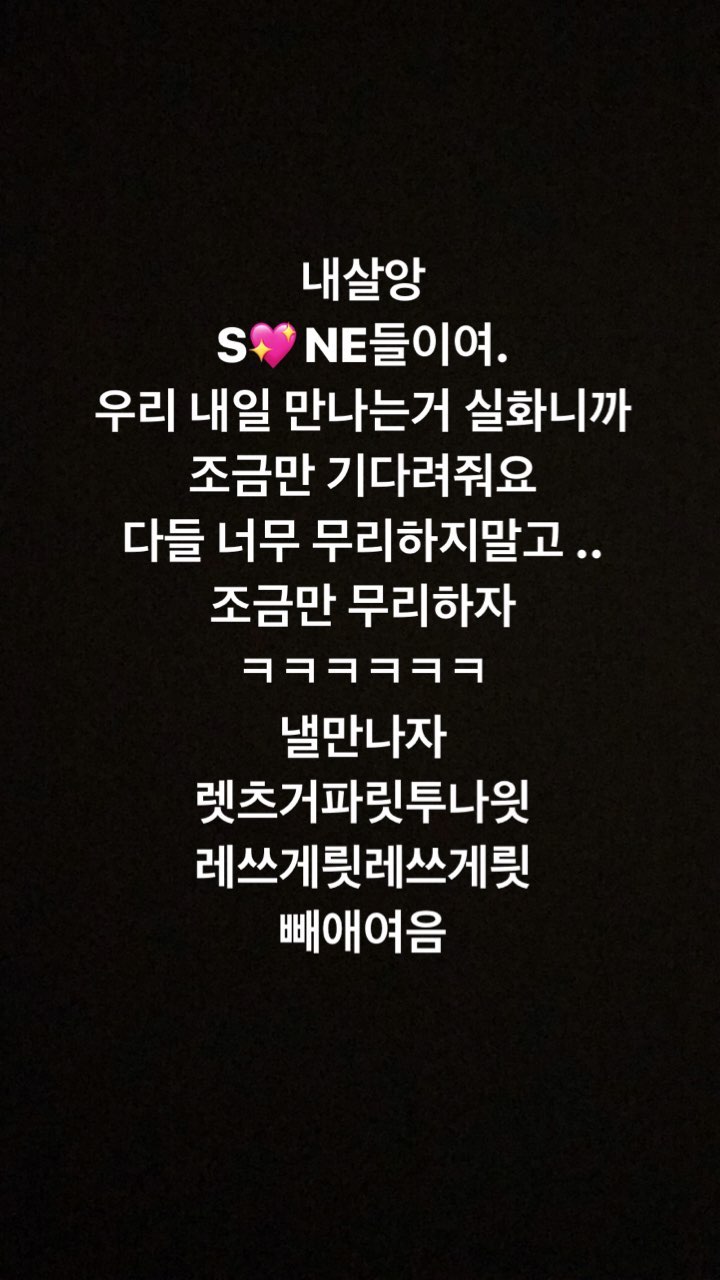 내살앙
S💖NE들이여.
우리 내일 만나는거 실화니까
조금만 기다려줘요
다들 너무 무리하지말고 ..
조금만 무리하자
ㅋㅋㅋㅋㅋㅋ
낼만나자
렛츠거파릿투나윗
레쓰게릿레쓰게릿
빼애여음